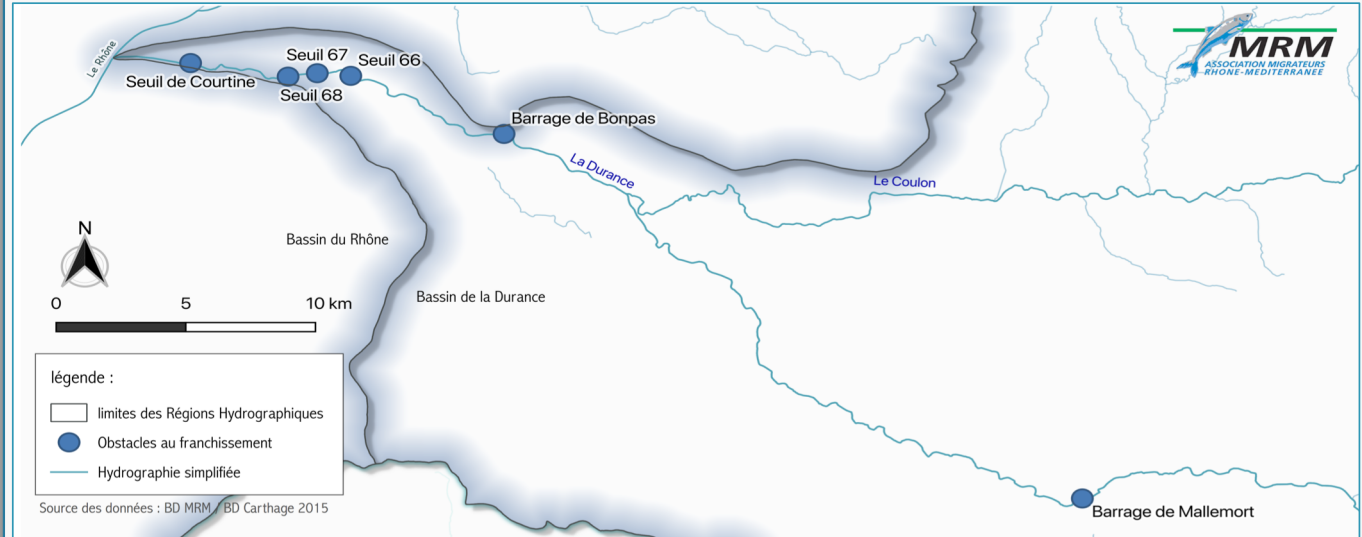 Le Rhône
Seuil de Courtine
Seuil 67
Seuil 66
Seuil 68
Barrage de Bonpas
La Durance
Le Coulon
MRM
ASSOCIATION MIGRATEURS
RHONE-MEDITERRANEE
N
Bassin du Rhône
Bassin de la Durance
0 5 10 km
légende :
limites des Régions Hydrographiques
Obstacles au franchissement
Hydrographie simplifiée
Source des données : BD MRM / BD Carthage 2015
Barrage de Mallemort